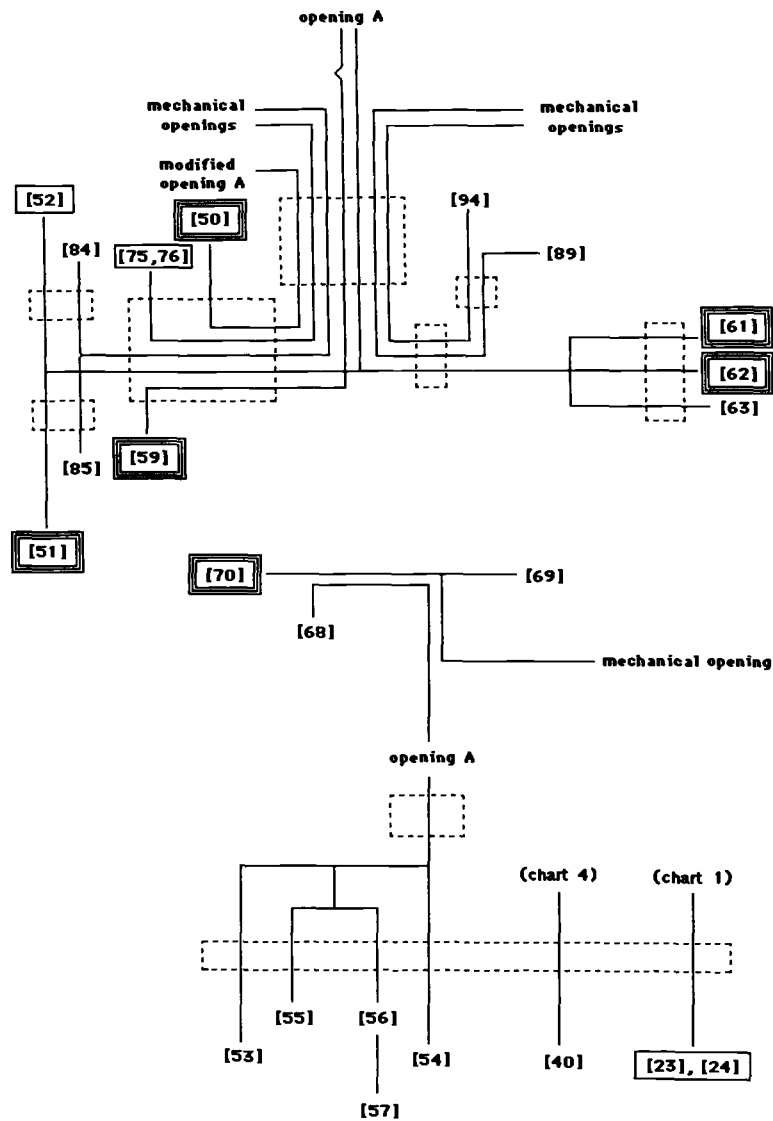 opening A
mechanical openings
mechanical openings
modified opening A
[52]
[50]
[94]
[84]
[75,76]
[89]
[61]
[62]
[63]
[59]
[85]
[51]
[70]
[69]
[68]
mechanical opening
opening A
(chart 4)
(chart 1)
[55]
[56]
[53]
[54]
[40]
[23], [24]
[57]